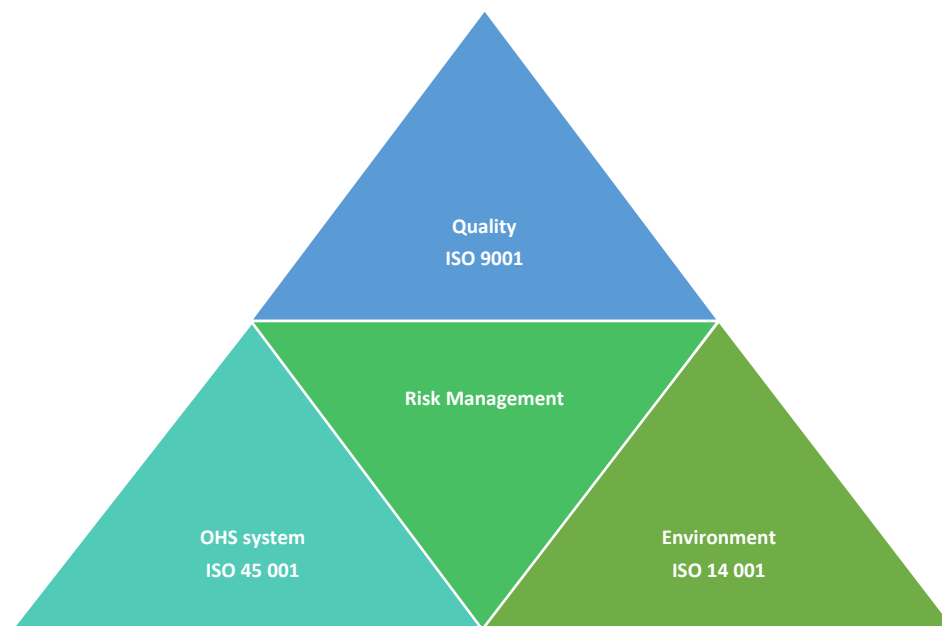 Quality
ISO 9001
Risk Management
OHS system
ISO 45 001
Environment
ISO 14 001